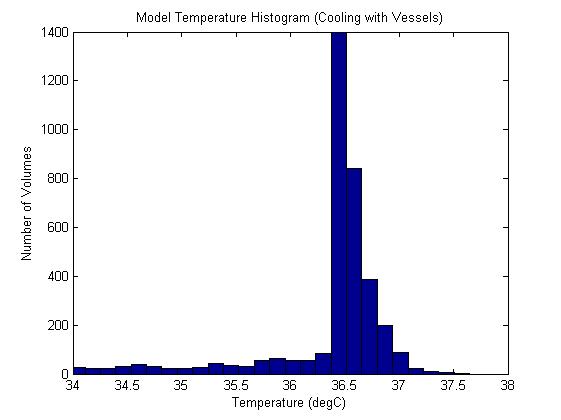 Model Temperature Histogram (Cooling with Vessels)
1400
1200
1000
800
600
400
200
0
Number of Volumes
34 34.5 35 35.5 36 36.5 37 37.5 38
Temperature (degC)